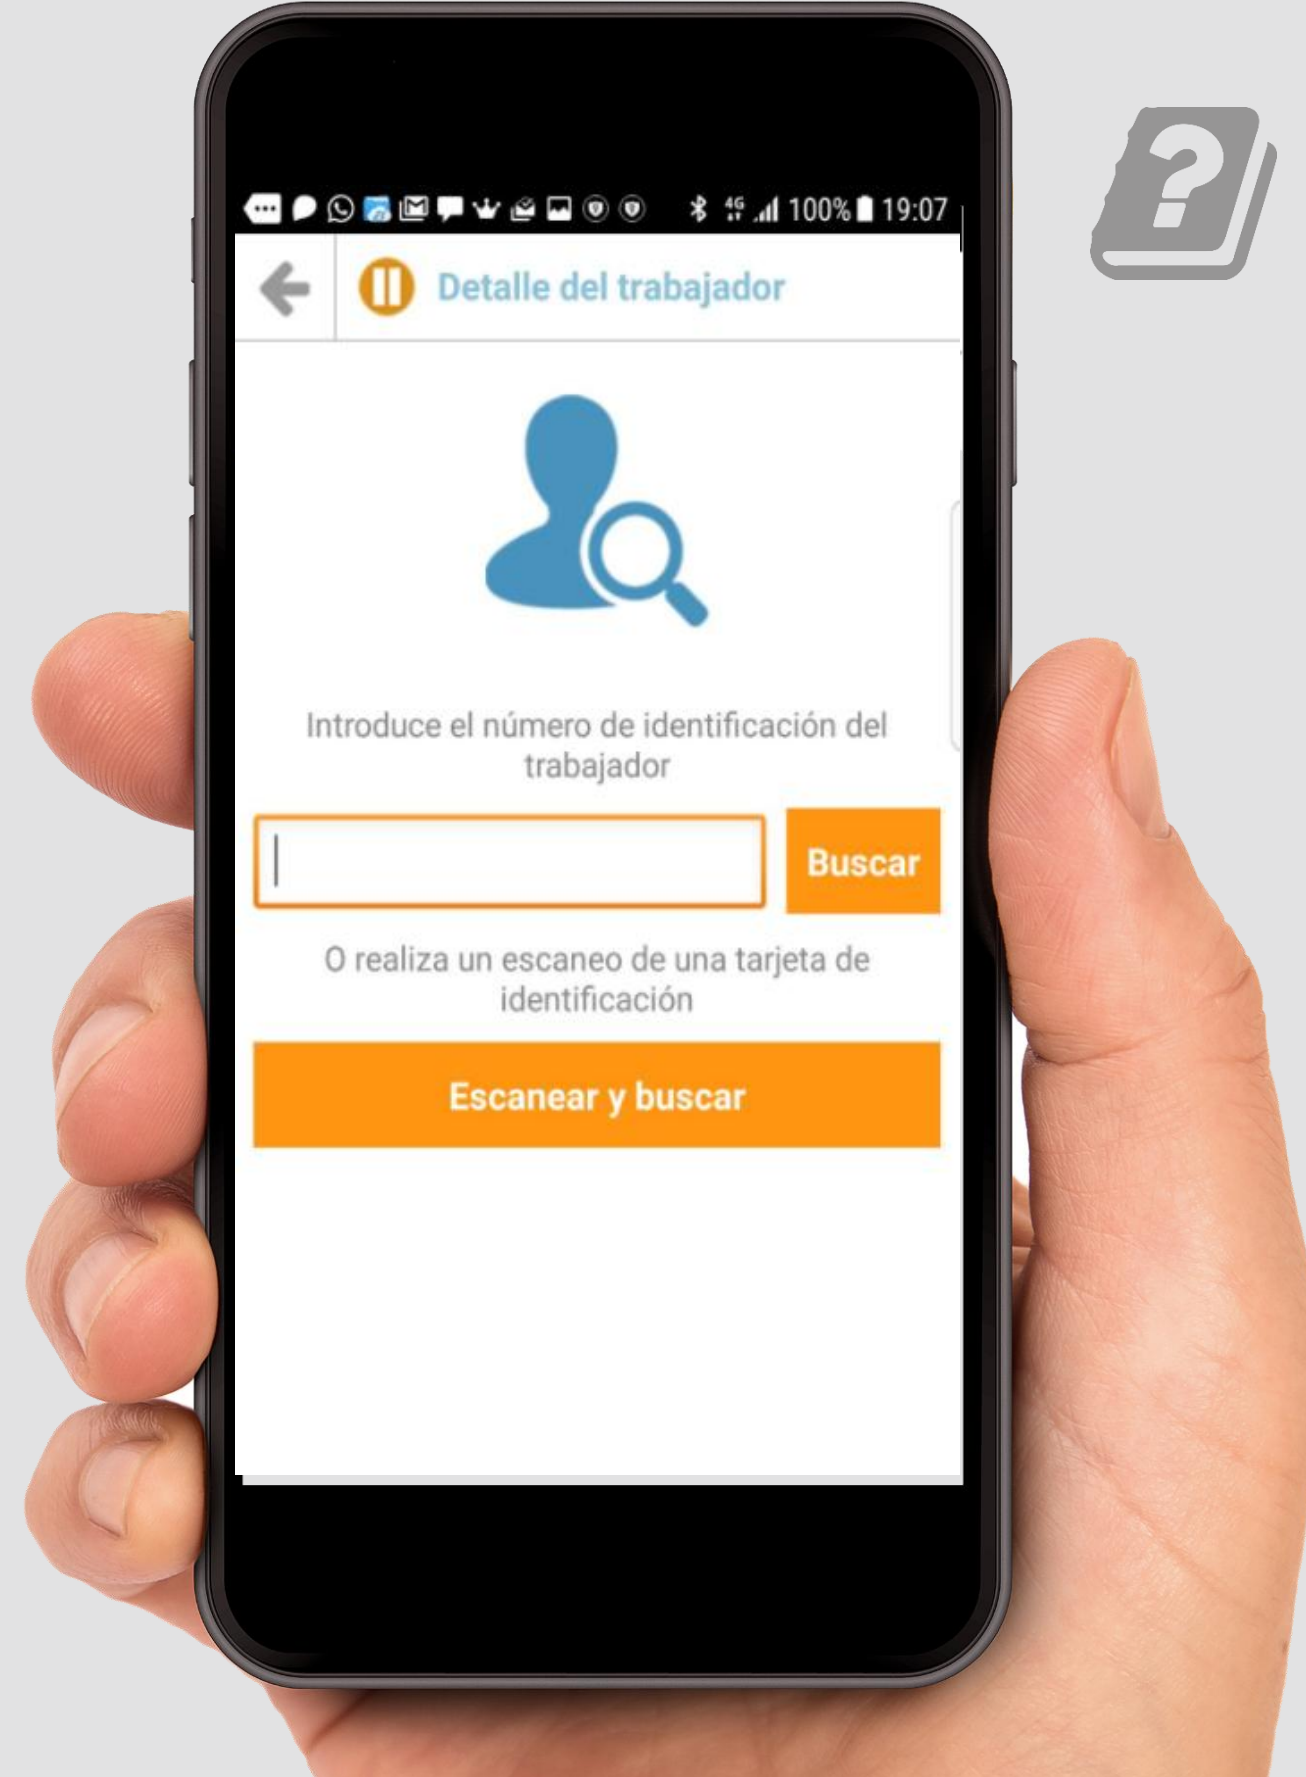 4G 100% 19:07
Detalle del trabajador
Introduce el número de identificación del
trabajador
Buscar
O realiza un escaneo de una tarjeta de
identificación
Escanear y buscar
?